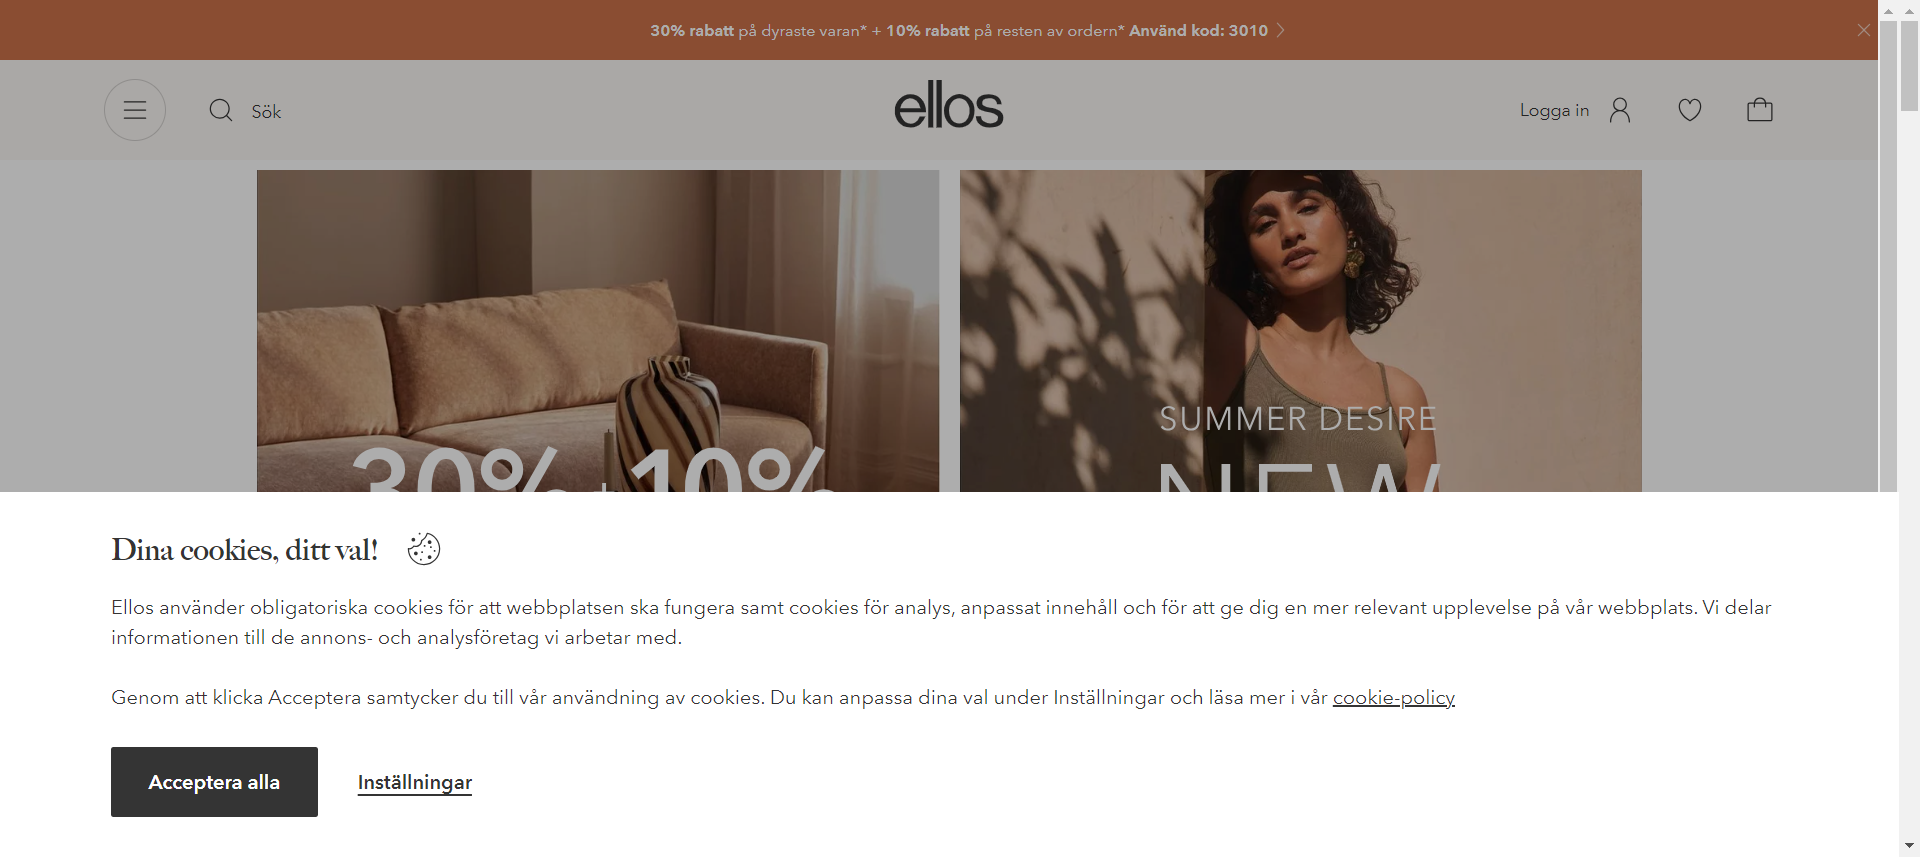 30% rabatt på dyraste varan* + 10% rabatt på resten av ordern* Använd kod: 3010
Sök
ellos
Logga in
30% + 10%
SUMMER DESIRE
NEW
Dina cookies, ditt val!
Ellos använder obligatoriska cookies för att webbplatsen ska fungera samt cookies för analys, anpassat innehåll och för att ge dig en mer relevant upplevelse på vår webbplats. Vi delar
informationen till de annons- och analysföretag vi arbetar med.
Genom att klicka Acceptera samtycker du till vår användning av cookies. Du kan anpassa dina val under Inställningar och läsa mer i vår cookie-policy
Acceptera alla
Inställningar